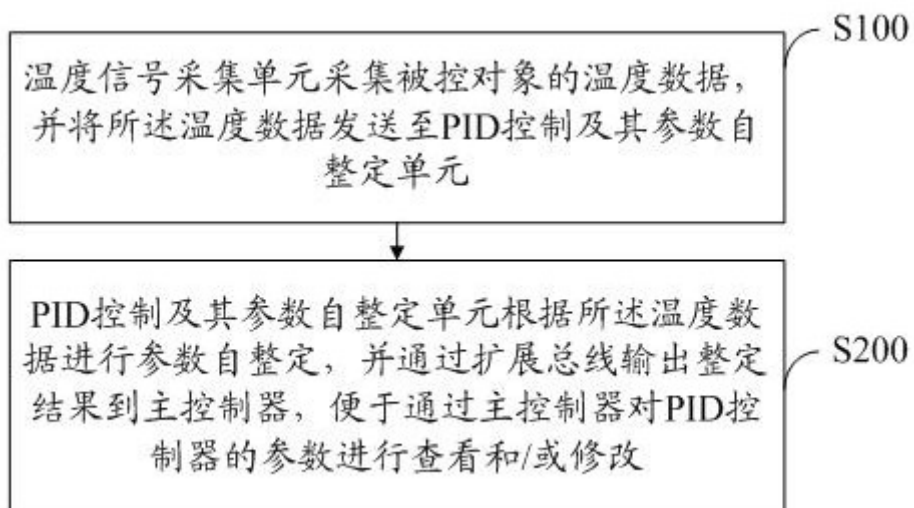 S100
温度信号采集单元采集被控对象的温度数据，
并将所述温度数据发送至PID控制及其参数自
整定单元
PID控制及其参数自整定单元根据所述温度数
据进行参数自整定，并通过扩展总线输出整定
S200
结果到主控制器，便于通过主控制器对PID控
制器的参数进行查看和/或修改